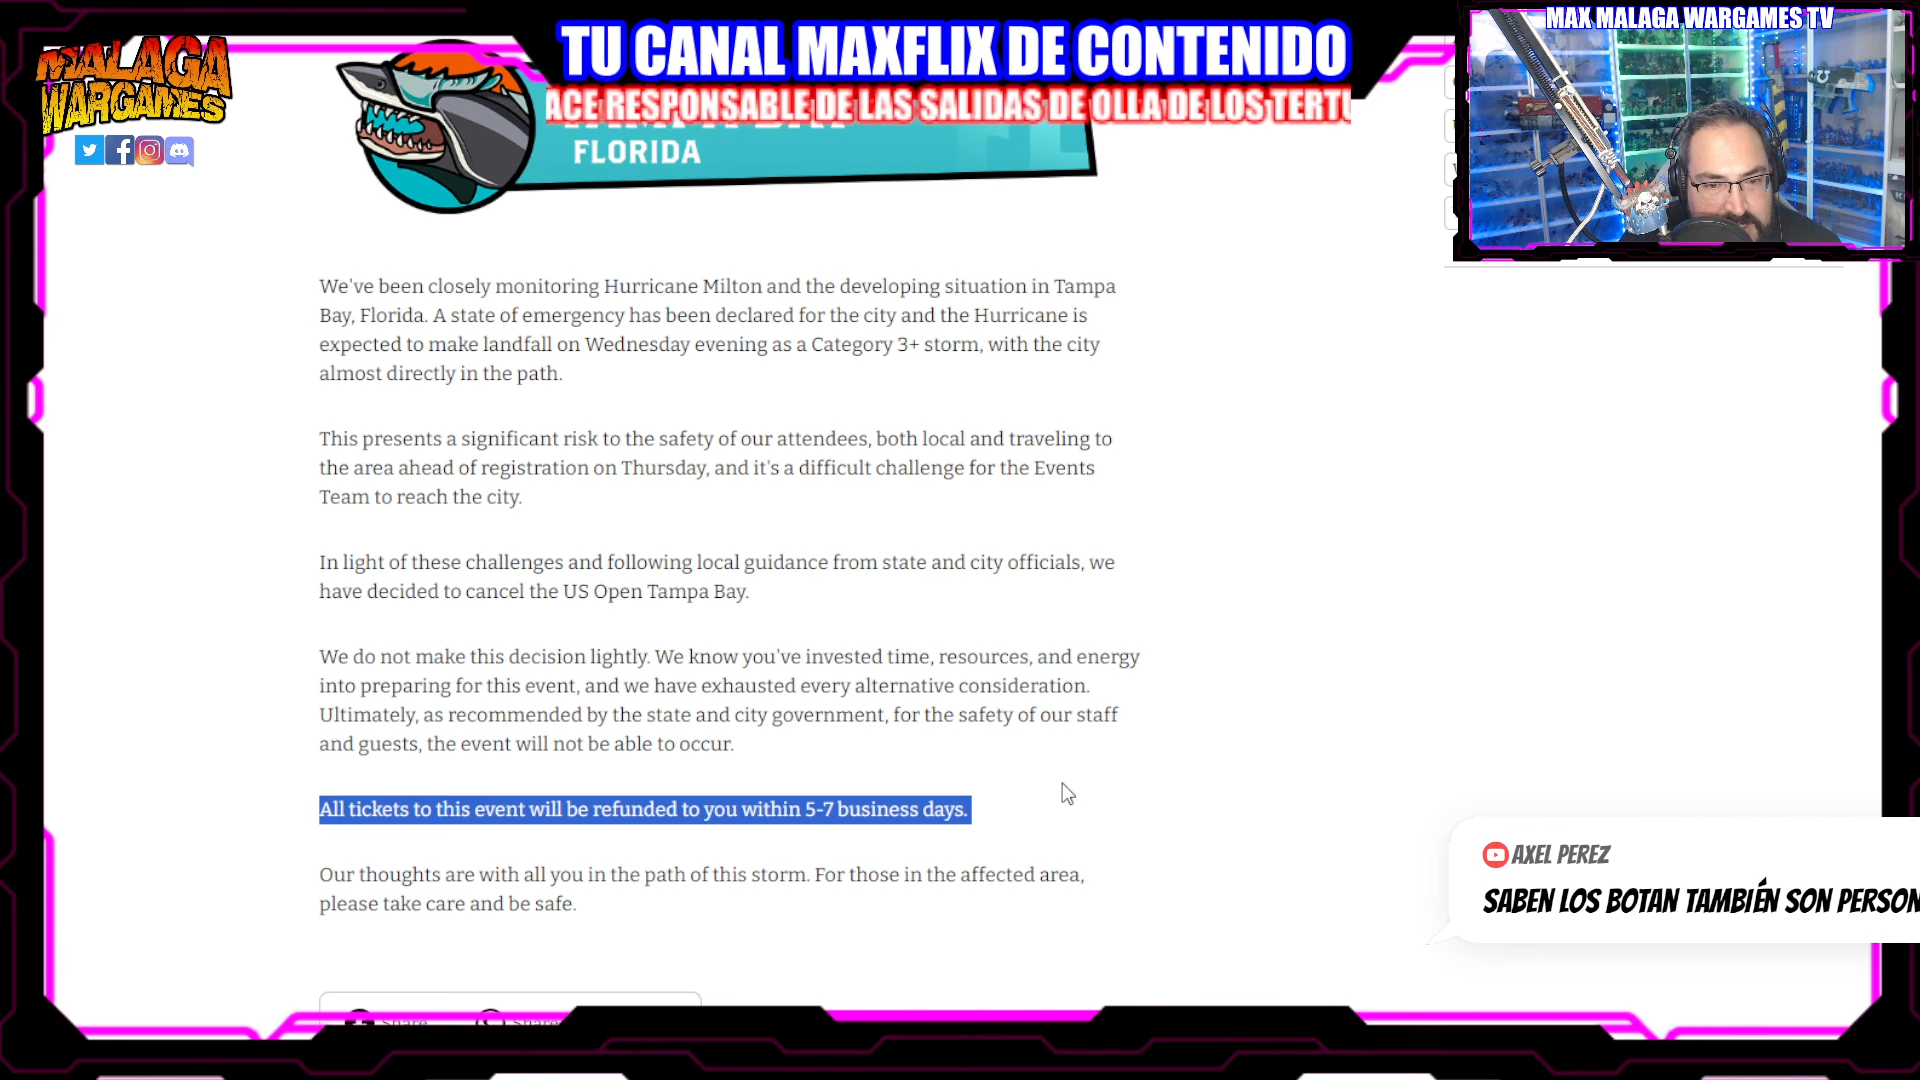 MALAGA
WARGAMES
TU CANAL MAXFLIX DE CONTENIDO
ACE RESPONSABLE DE LAS SALIDAS DE OLLA DE LOS TERTU
MAX MALAGA WARGAMES TV
FLORIDA
We've been closely monitoring Hurricane Milton and the developing situation in Tampa
Bay, Florida. A state of emergency has been declared for the city and the Hurricane is
expected to make landfall on Wednesday evening as a Category 3+ storm, with the city
almost directly in the path.
This presents a significant risk to the safety of our attendees, both local and traveling to
the area ahead of registration on Thursday, and it's a difficult challenge for the Events
Team to reach the city.
In light of these challenges and following local guidance from state and city officials, we
have decided to cancel the US Open Tampa Bay.
We do not make this decision lightly. We know you've invested time, resources, and energy
into preparing for this event, and we have exhausted every alternative consideration.
Ultimately, as recommended by the state and city government, for the safety of our staff
and guests, the event will not be able to occur.
All tickets to this event will be refunded to you within 5-7 business days.
Our thoughts are with all you in the path of this storm. For those in the affected area,
please take care and be safe.
AXEL PEREZ
SABEN LOS BOTAN TAMBIÉN SON PERSON
Share Share